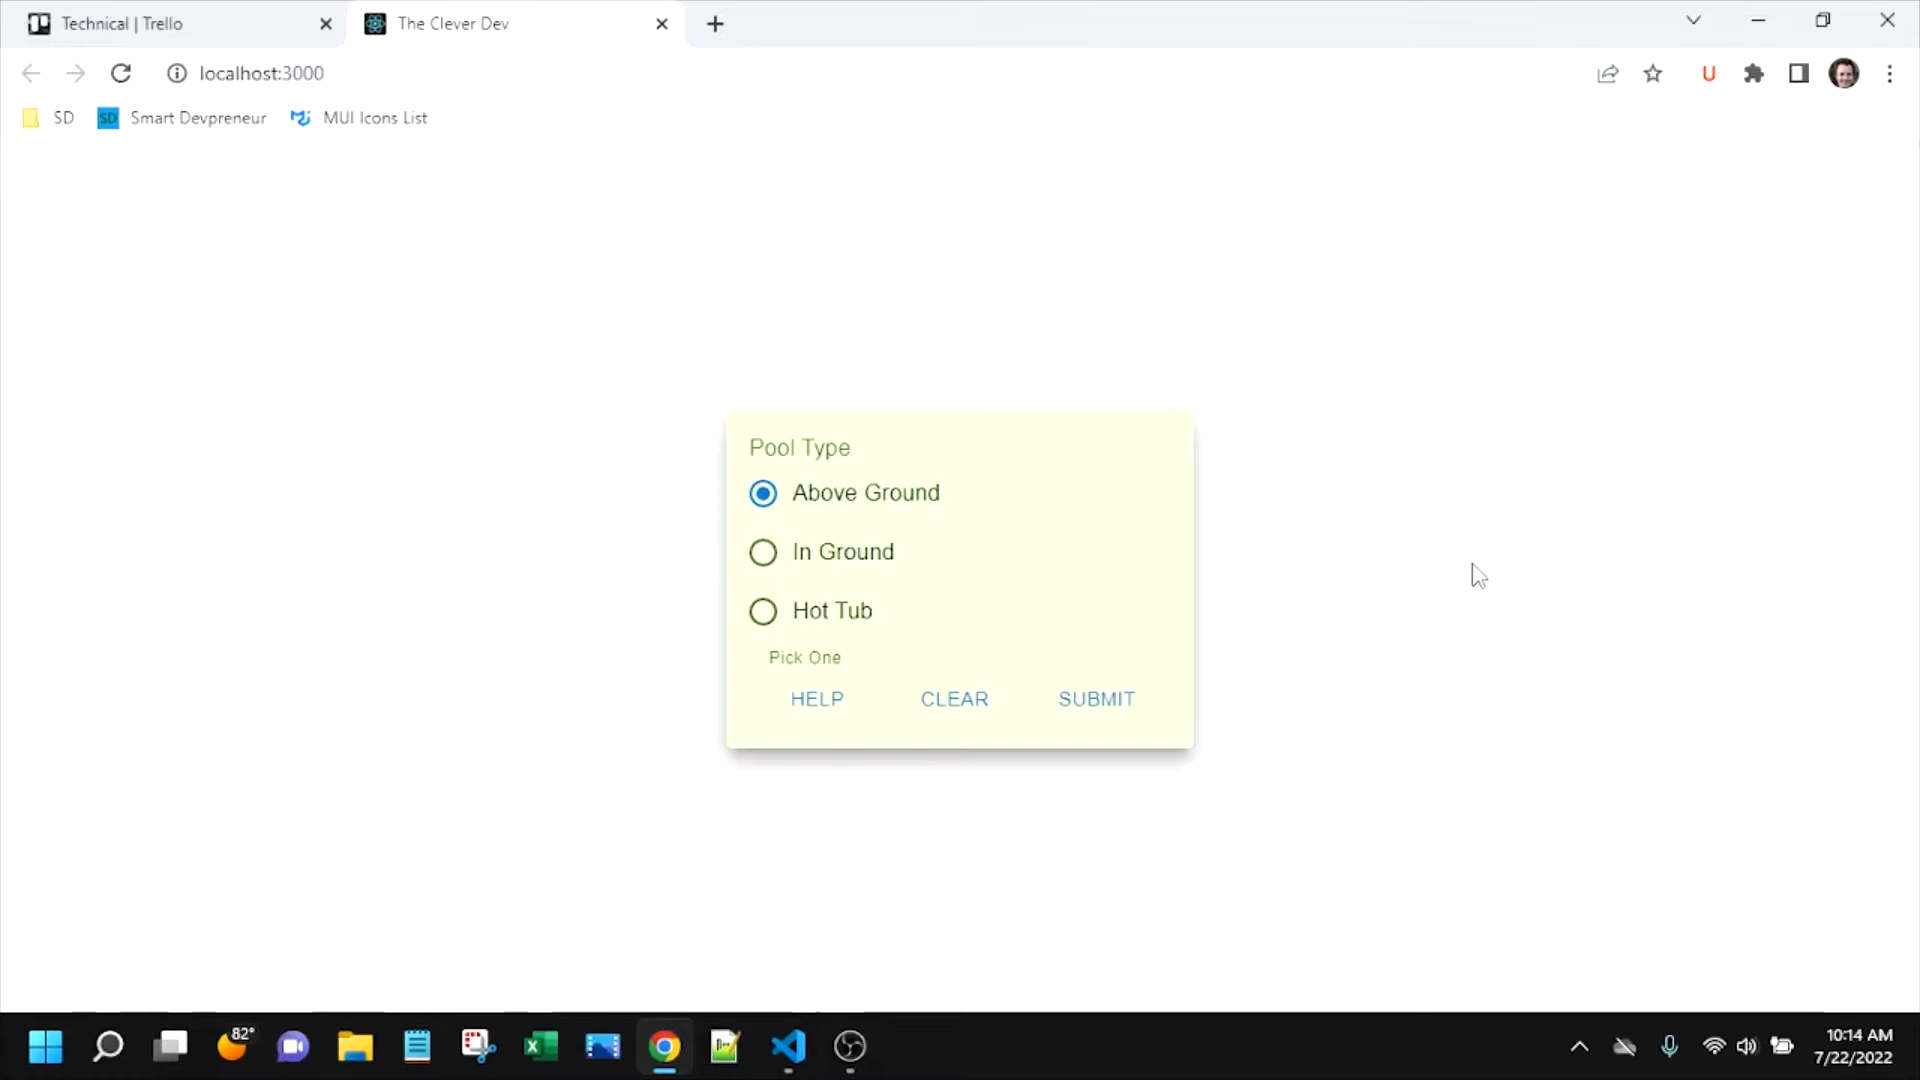 Technical | Trello
The Clever Dev
localhost:3000
U
SD
SD Smart Devpreneur
MUI Icons List
Pool Type
Above Ground
In Ground
Hot Tub
Pick One
HELP CLEAR SUBMIT
82°
10:14 AM
7/22/2022